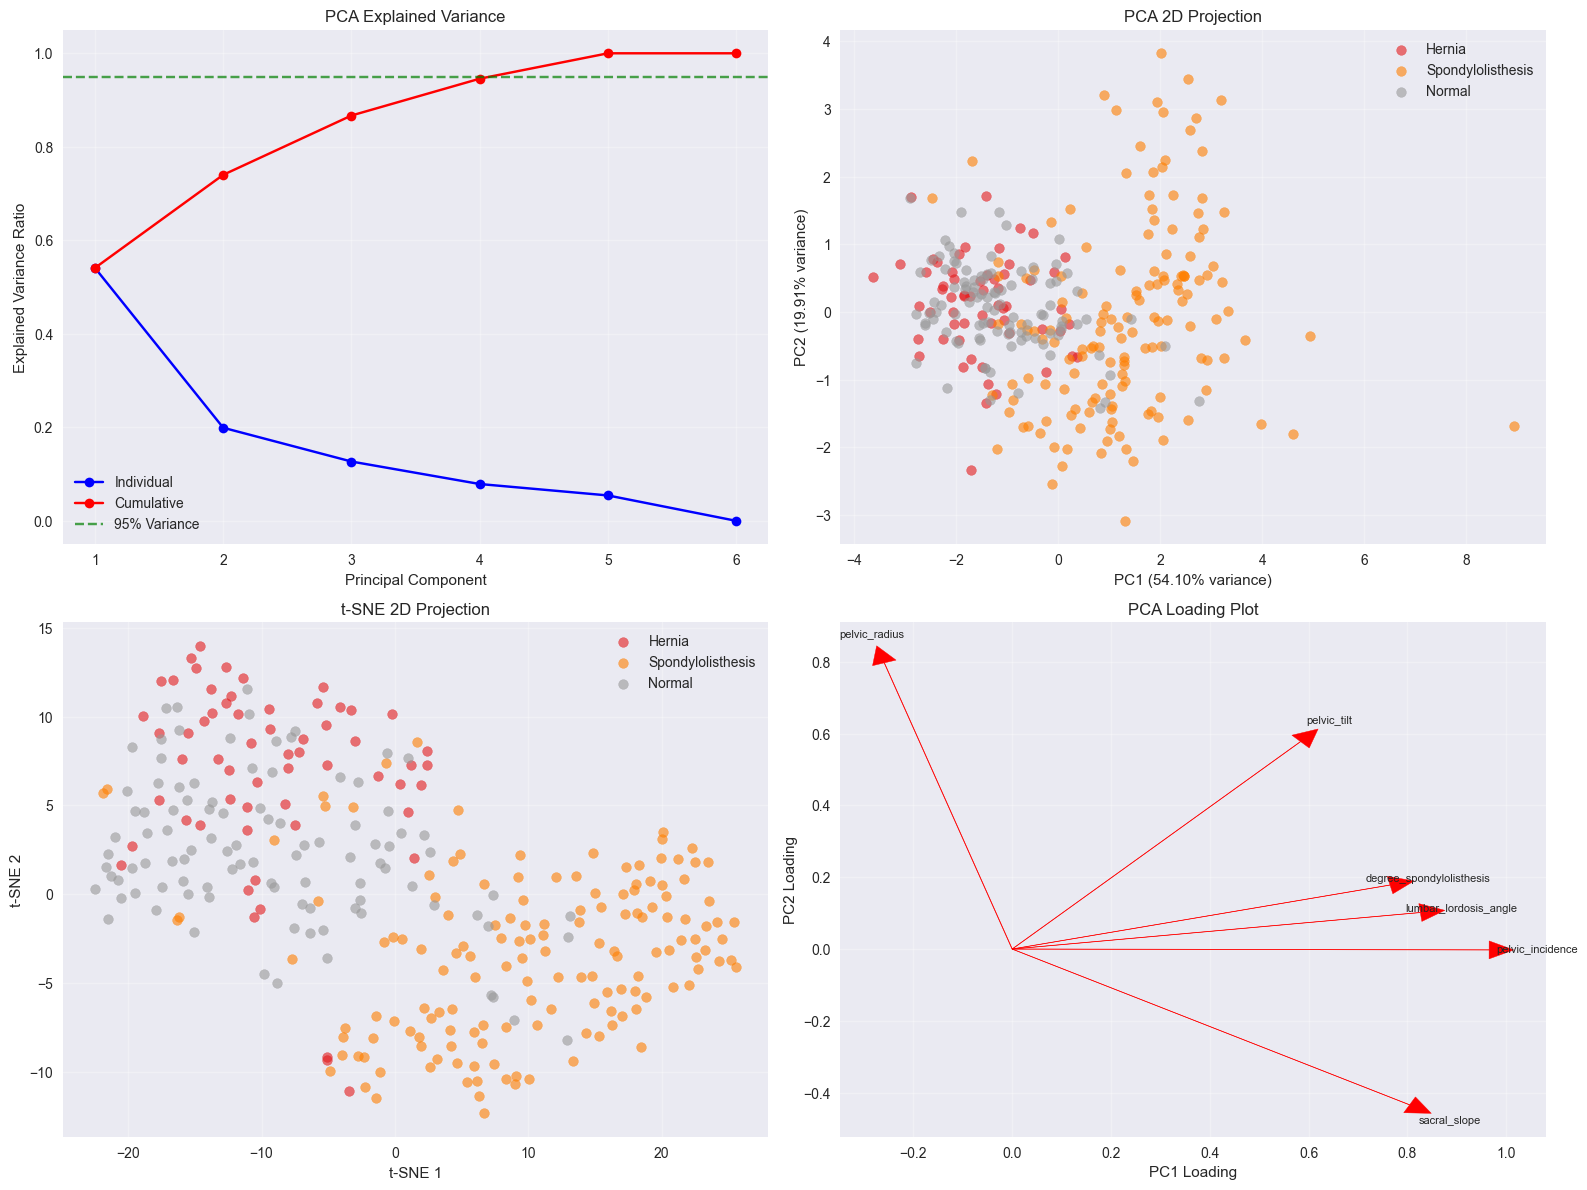 PCA Explained Variance
1.0
0.8
0.6
0.4
0.2
0.0
Explained Variance Ratio
Individual
Cumulative
95% Variance
1 2 3 4 5 6
Principal Component
PCA 2D Projection
4
3
2
1
0
−1
−2
−3
PC2 (19.91% variance)
Hernia
Spondylolisthesis
Normal
−4 −2 0 2 4 6 8
PC1 (54.10% variance)
t-SNE 2D Projection
15
10
5
0
−5
−10
t-SNE 2
Hernia
Spondylolisthesis
Normal
−20 −10 0 10 20
t-SNE 1
PCA Loading Plot
0.8
0.6
0.4
0.2
0.0
−0.2
−0.4
PC2 Loading
pelvic_radius
pelvic_tilt
degree_spondylolisthesis
lumbar_lordosis_angle
pelvic_incidence
sacral_slope
−0.2 0.0 0.2 0.4 0.6 0.8 1.0
PC1 Loading